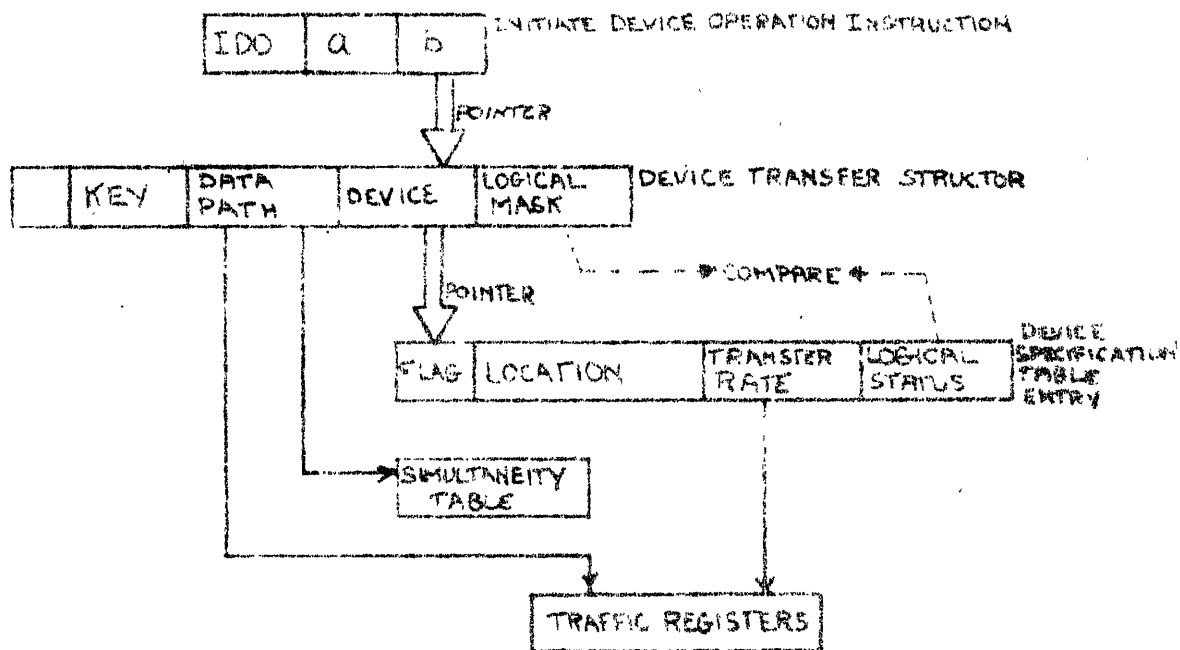 INITIATE DEVICE OPERATION INSTRUCTION
IDO a b
POINTER
KEY DATA PATH DEVICE LOGICAL MASK
DEVICE TRANSFER STRUCTOR
COMPARE
POINTER
FLAG LOCATION TRANSFER RATE LOGICAL STATUS
DEVICE
SPECIFICATION
TABLE
ENTRY
SIMULTANEITY
TABLE
TRAFFIC REGISTERS